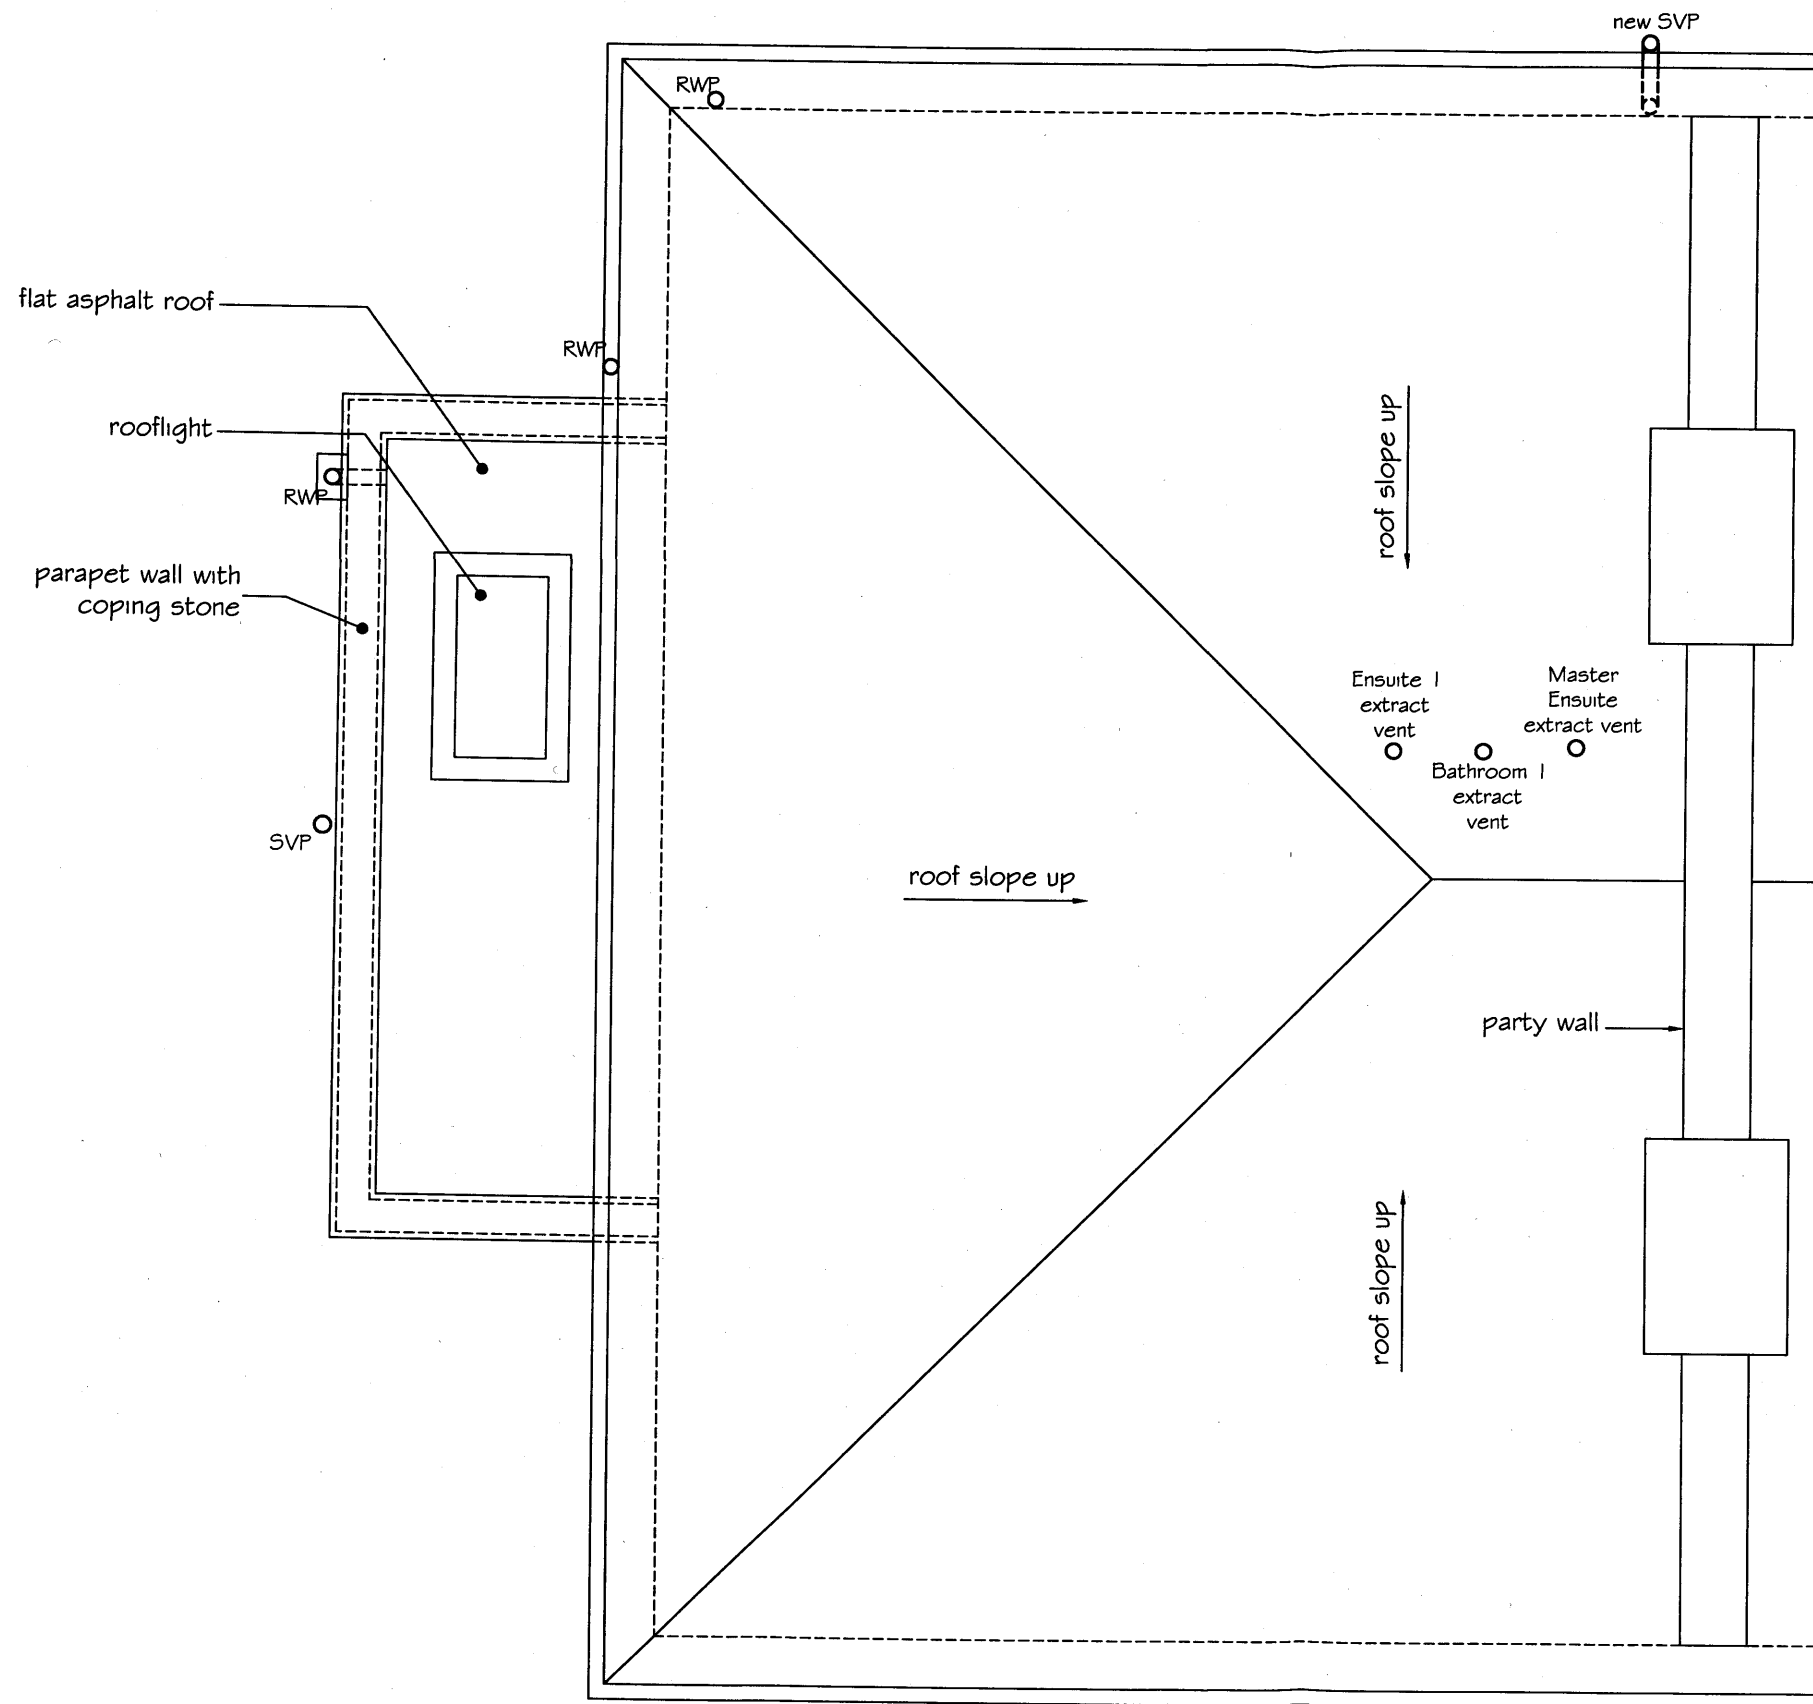 new SVP
RWP
flat asphalt roof
RWP
rooflight
RWP
parapet wall with
coping stone
roof slope up
Ensuite 1
extract
vent
Master
Ensuite
extract vent
Bathroom 1
extract
vent
SVP
roof slope up
party wall
roof slope up